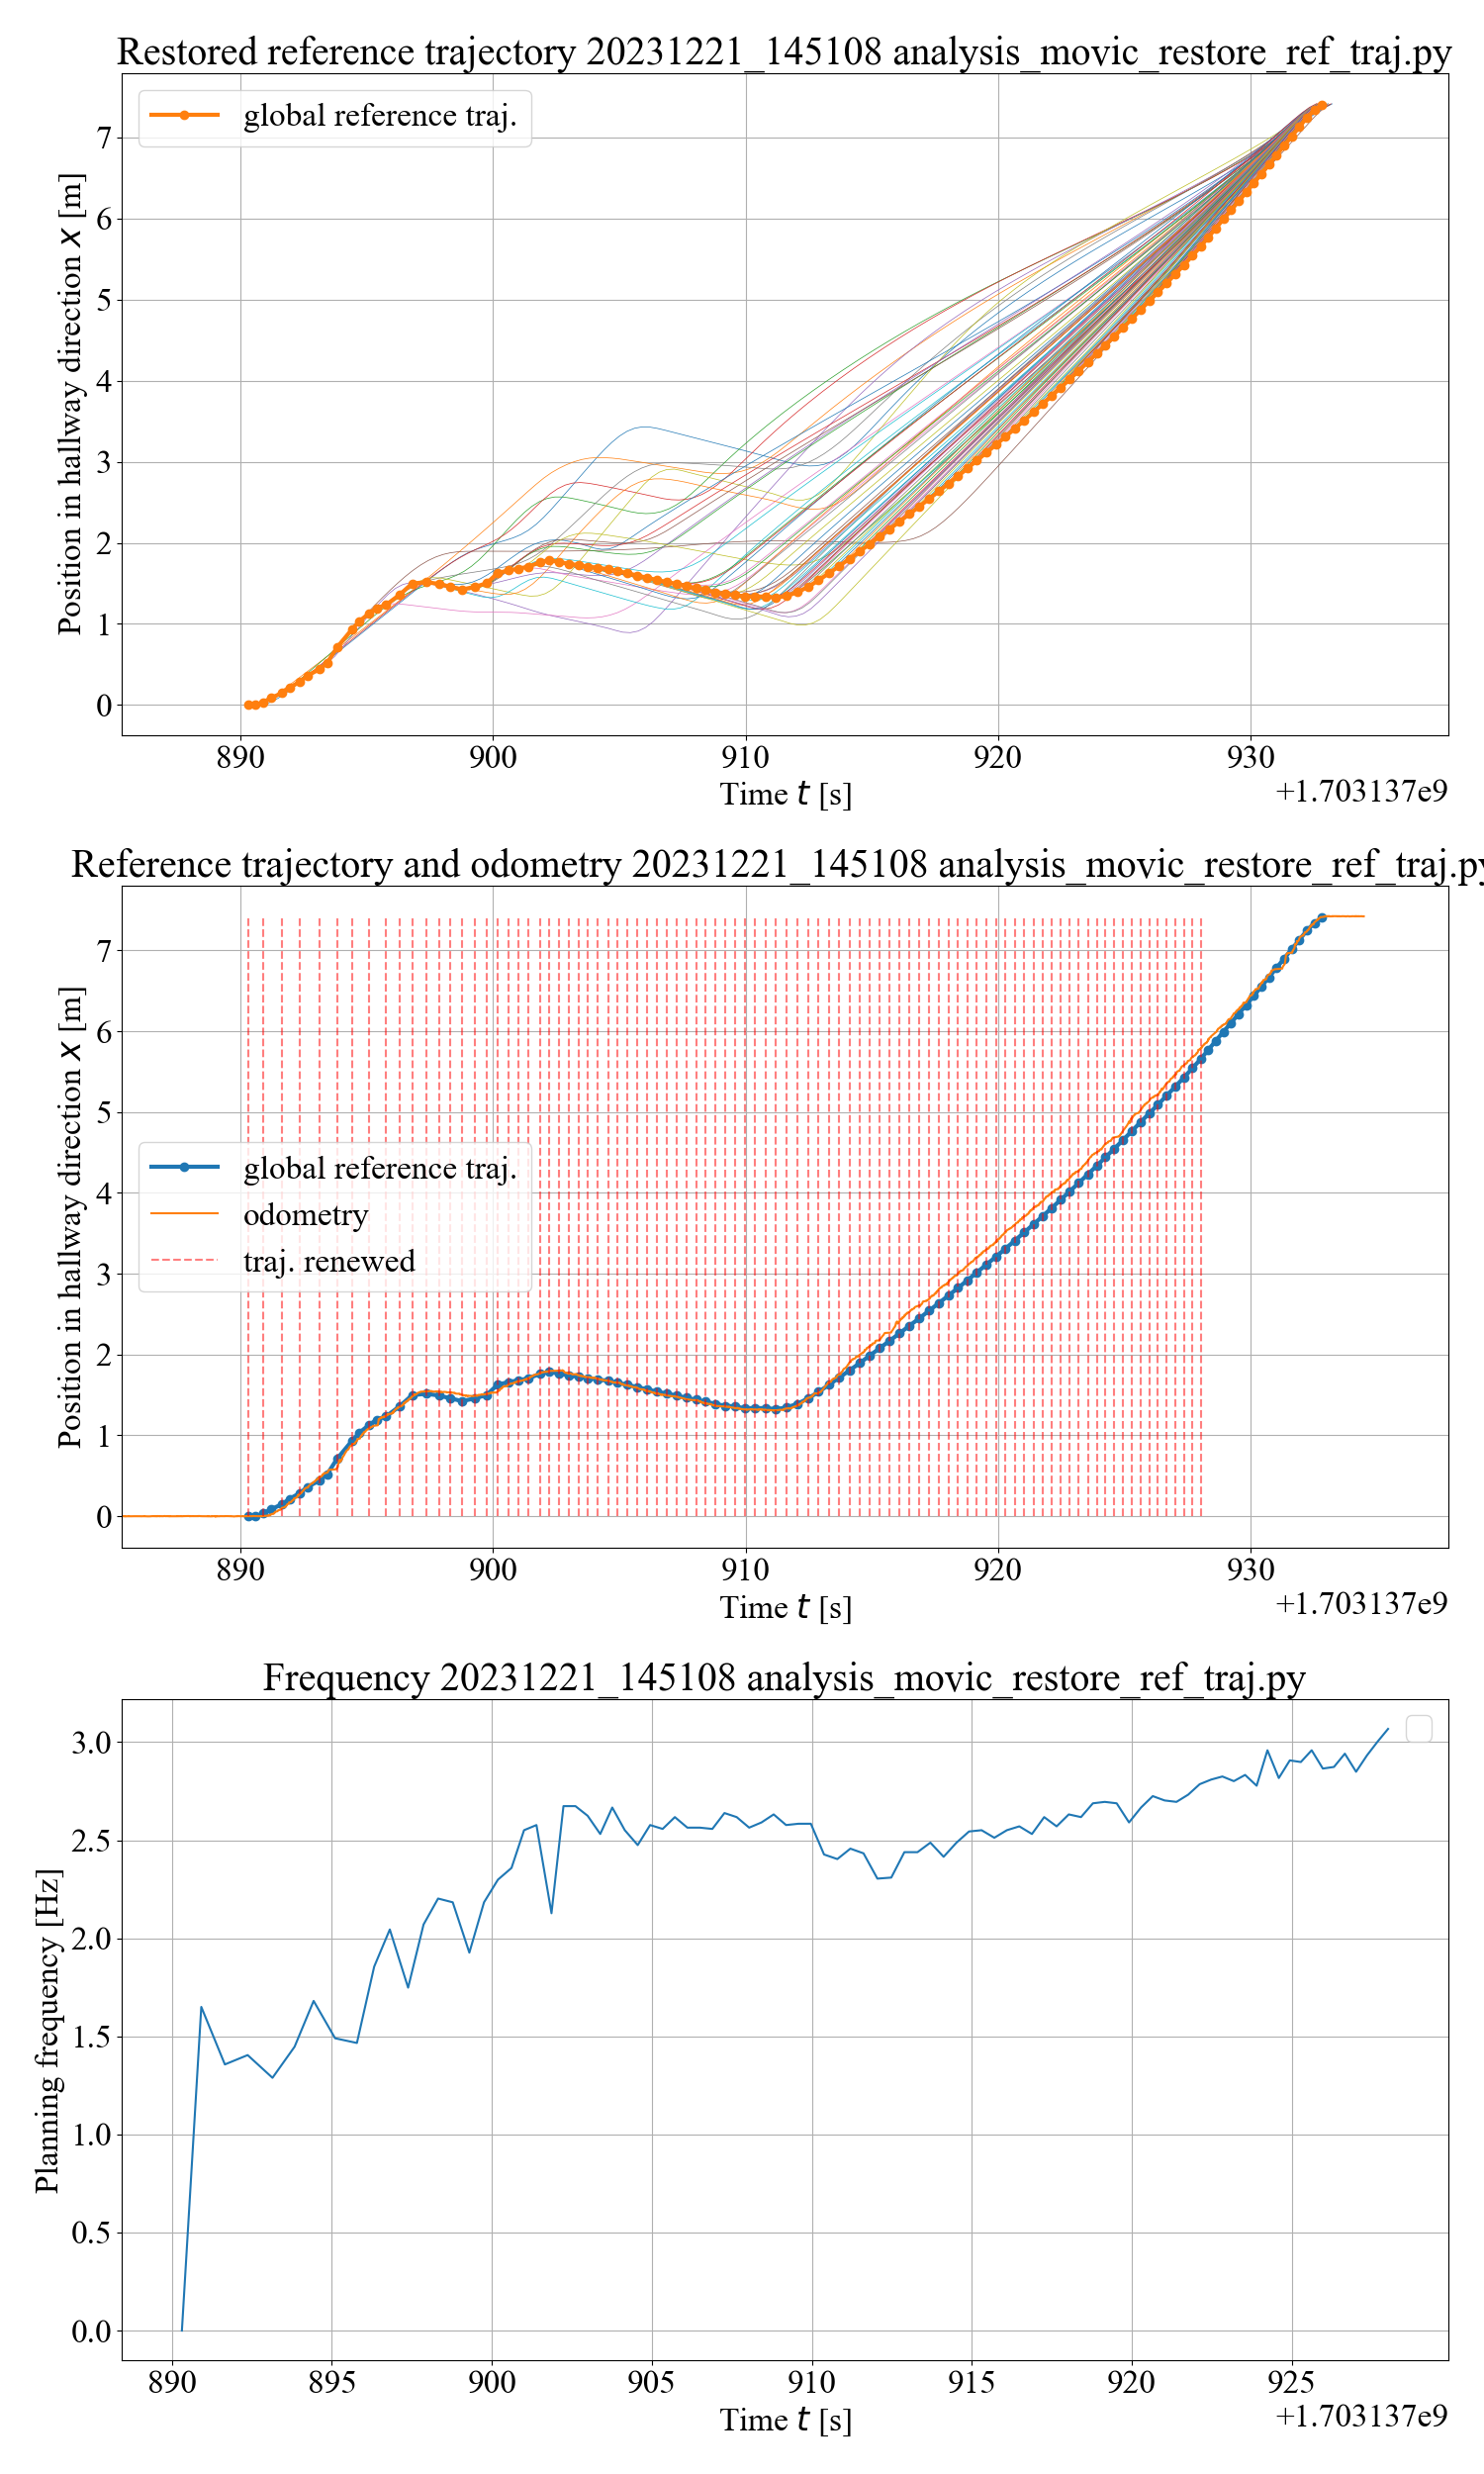 Restored reference trajectory 20231221_145108 analysis_movic_restore_ref_traj.py
global reference traj.
Position in hallway direction x [m]
7
6
5
4
3
2
1
0
890 900 910 920 930
Time t [s]
+1.703137e9
Reference trajectory and odometry 20231221_145108 analysis_movic_restore_ref_traj.py
global reference traj.
odometry
traj. renewed
Position in hallway direction x [m]
7
6
5
4
3
2
1
0
890 900 910 920 930
Time t [s]
+1.703137e9
Frequency 20231221_145108 analysis_movic_restore_ref_traj.py
Planning frequency [Hz]
3.0
2.5
2.0
1.5
1.0
0.5
0.0
890 895 900 905 910 915 920 925
Time t [s]
+1.703137e9